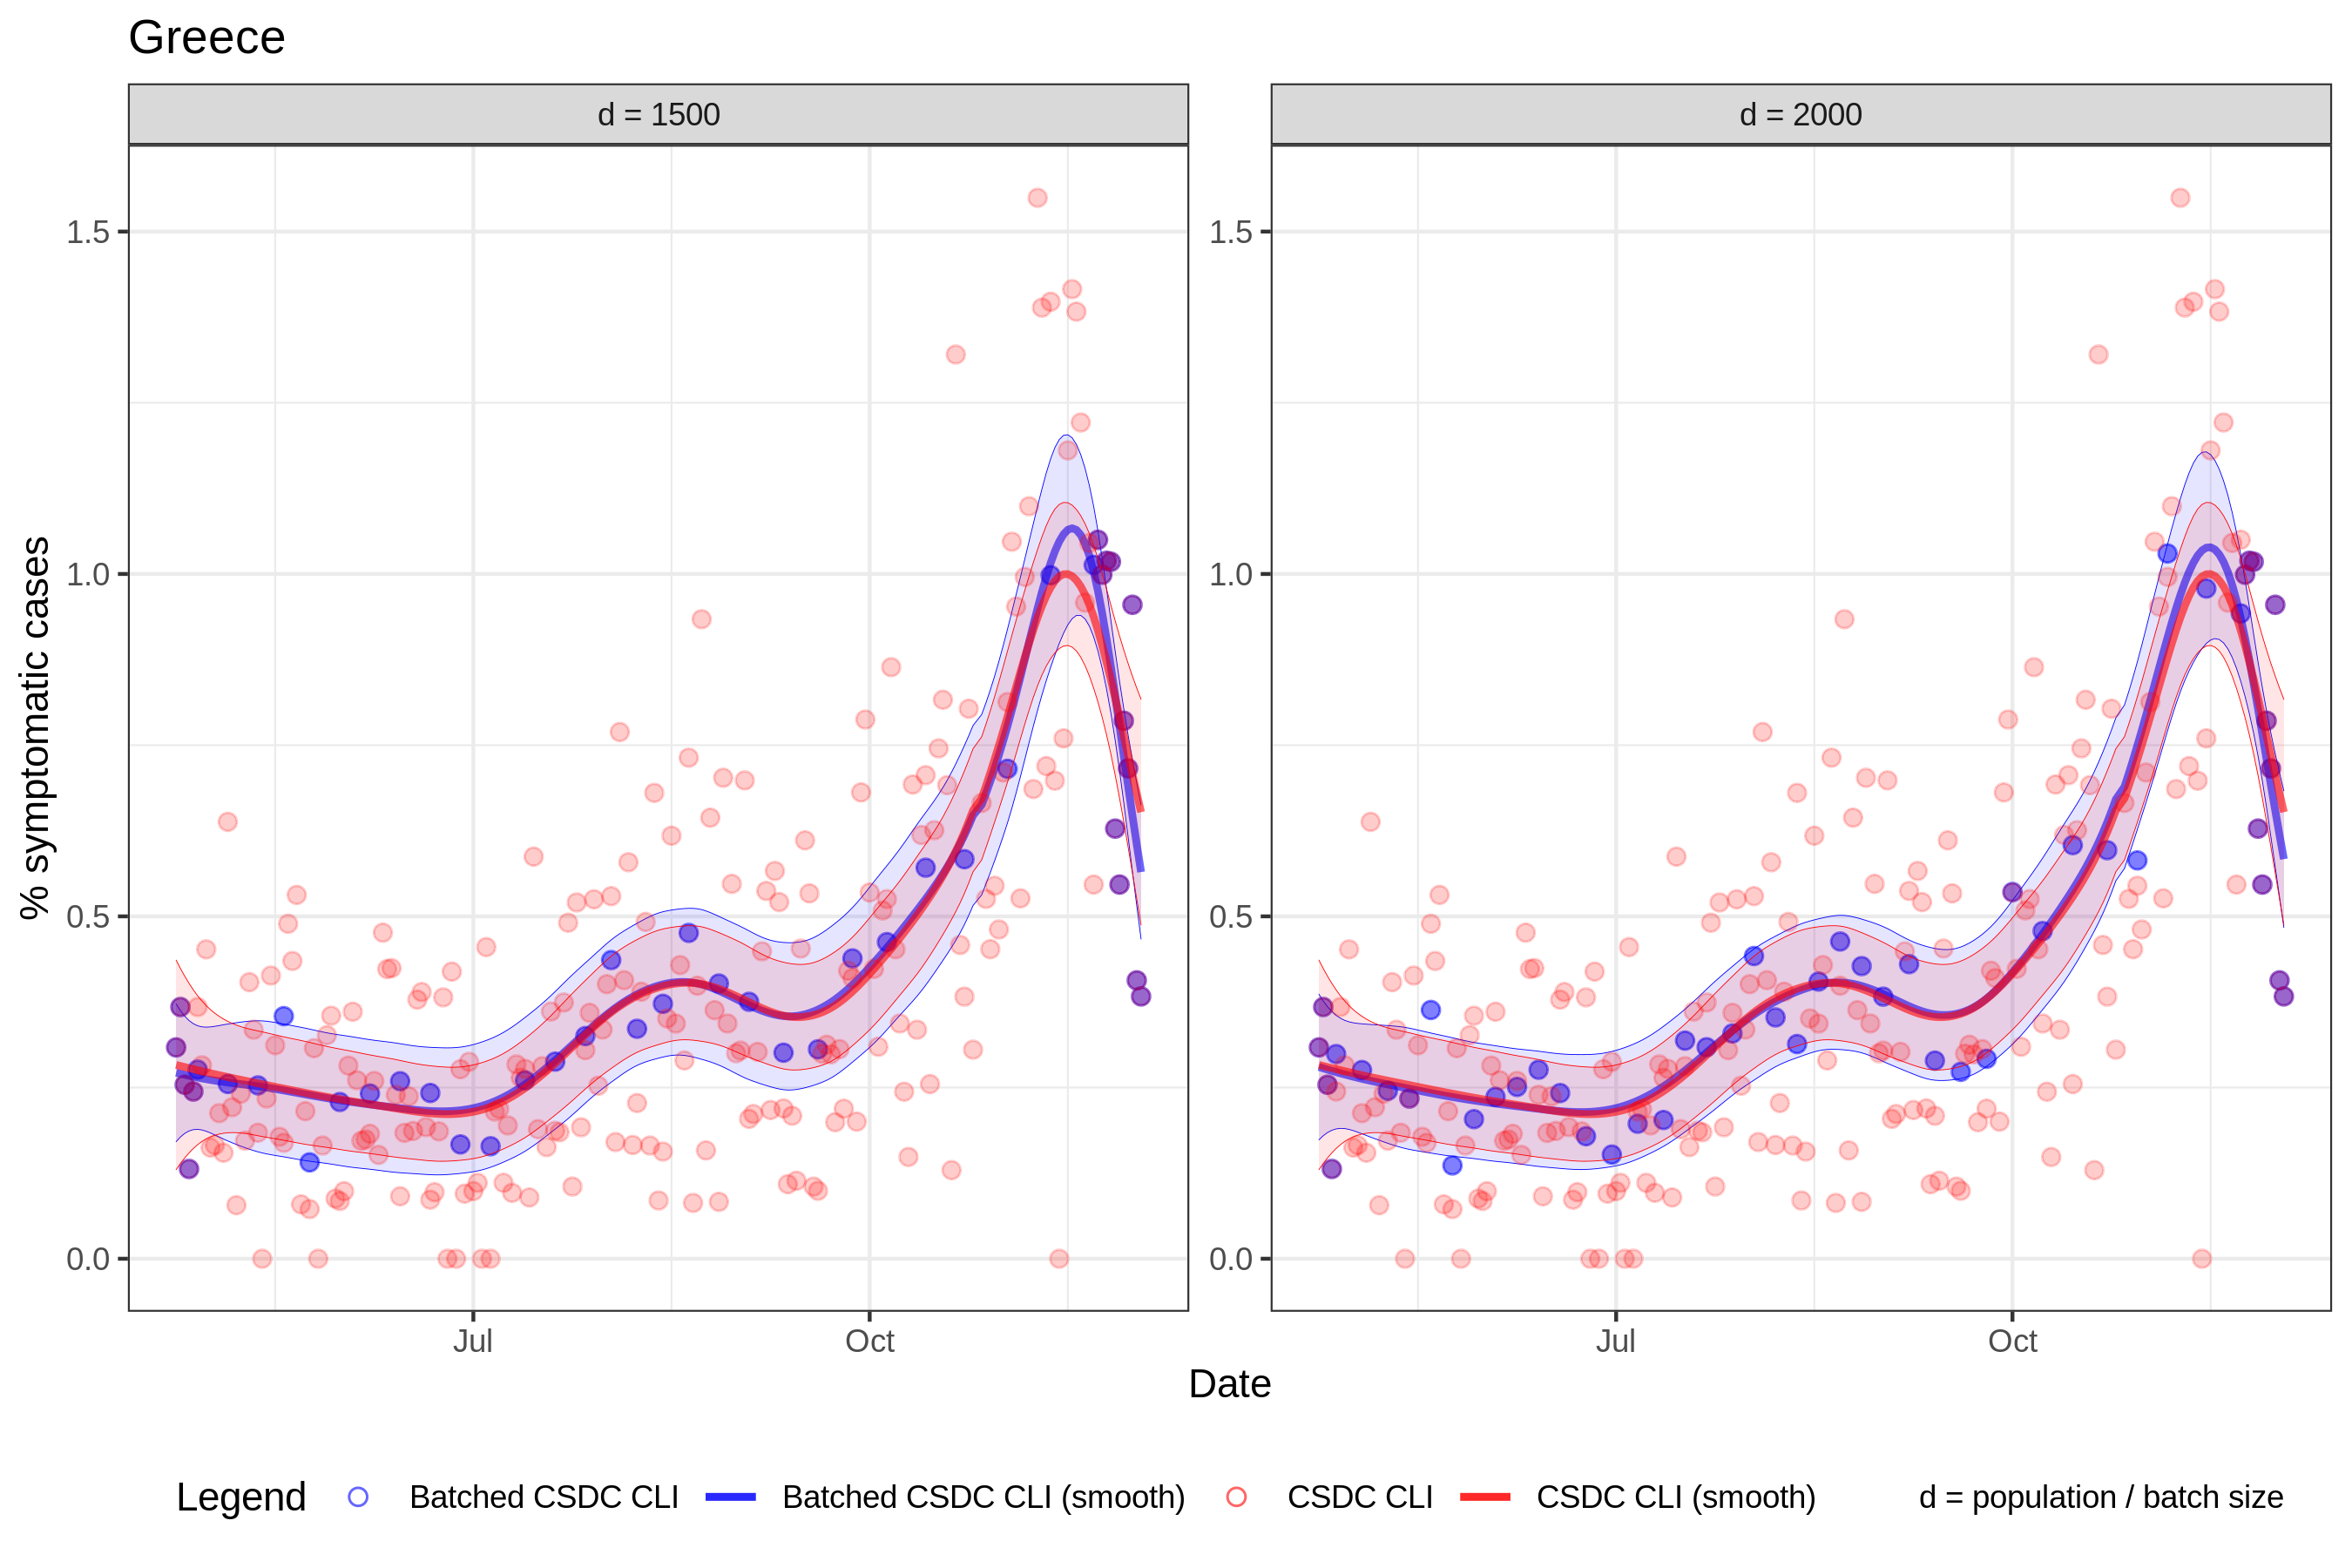 Greece
d = 1500
d = 2000
% symptomatic cases
1.5
1.0
0.5
0.0
1.5
1.0
0.5
0.0
Jul
Oct
Jul
Oct
Date
Legend
Batched CSDC CLI
Batched CSDC CLI (smooth)
CSDC CLI
CSDC CLI (smooth)
d = population / batch size